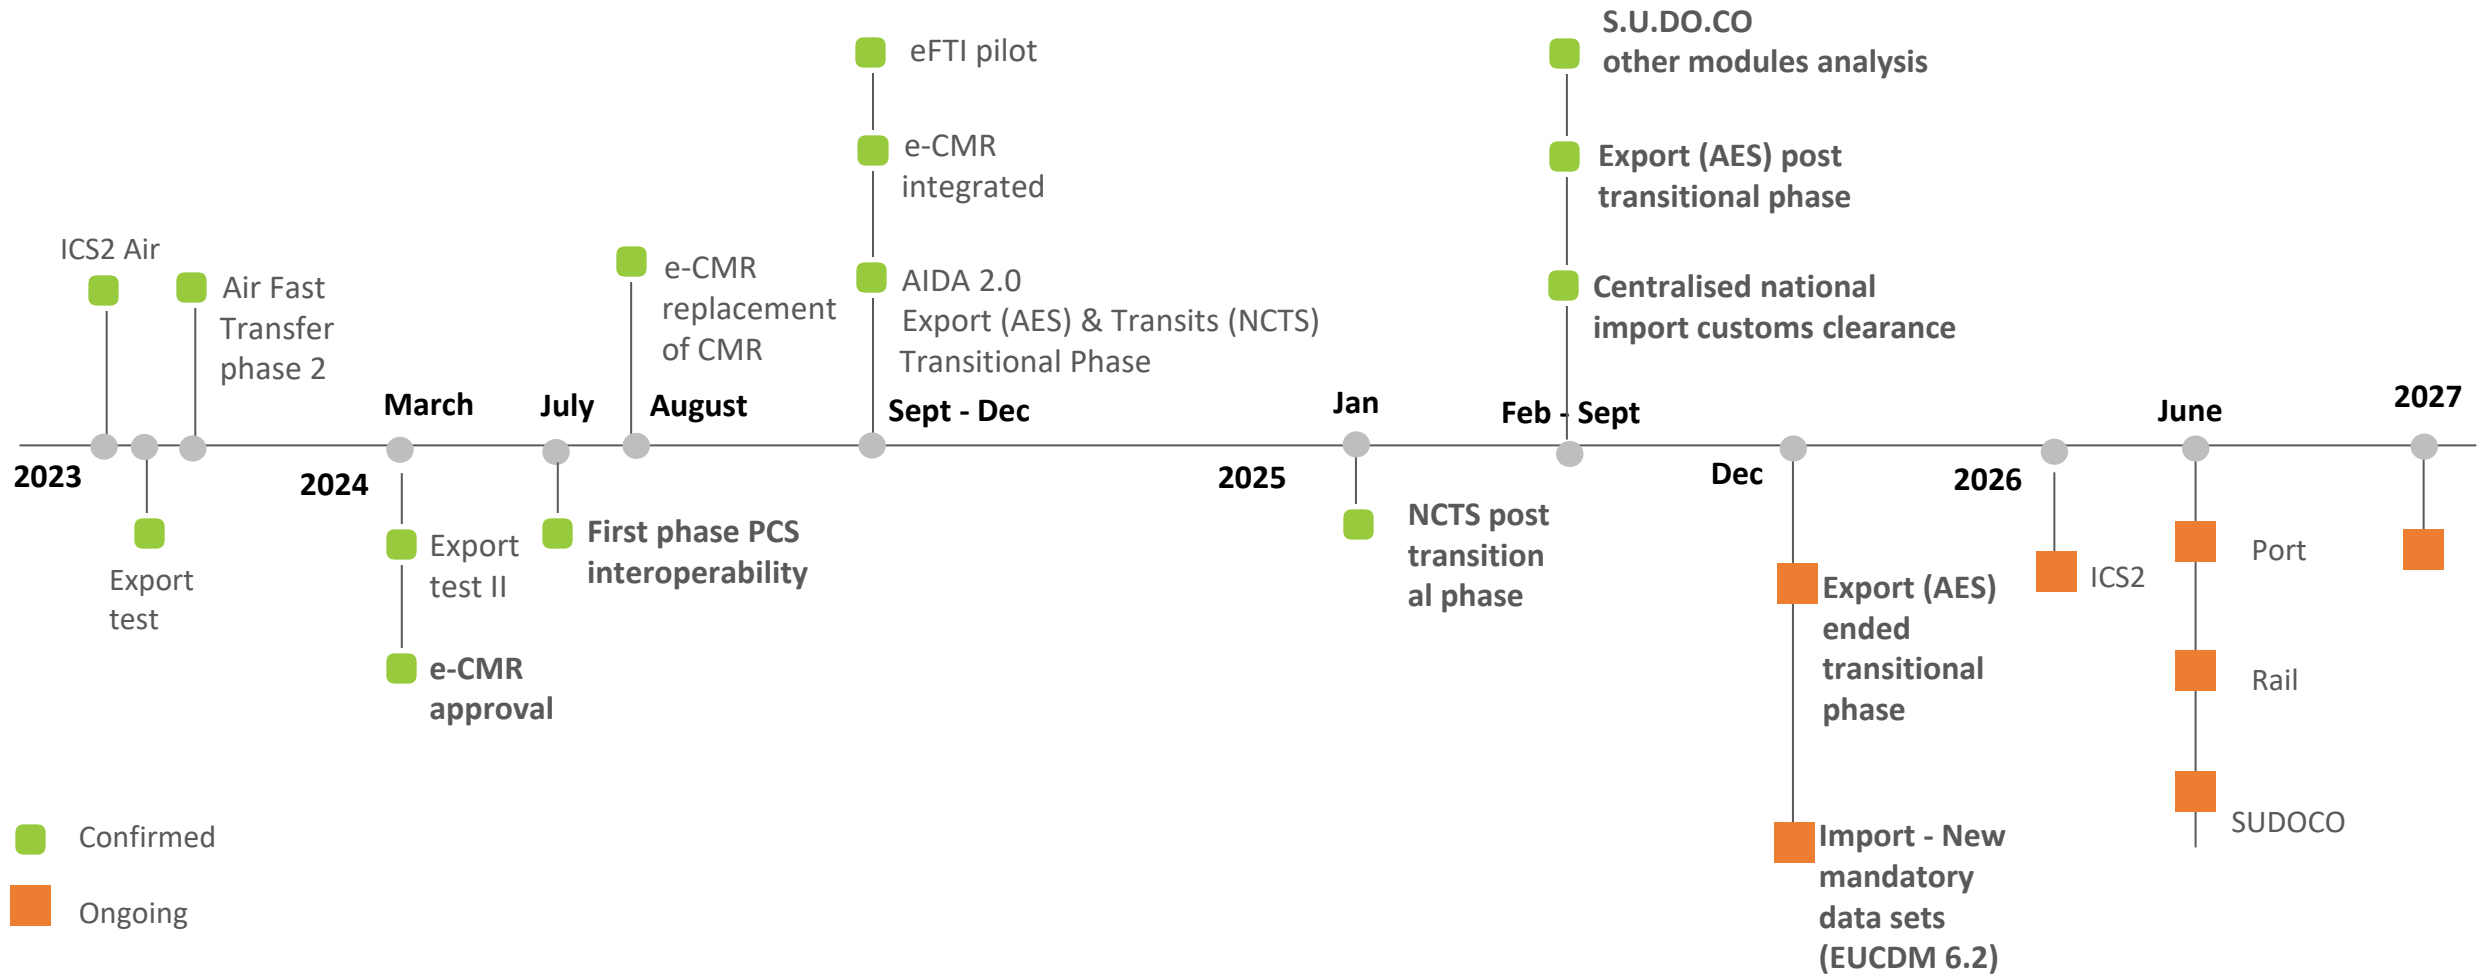 S.U.DO.CO
other modules analysis
eFTI pilot
e-CMR
integrated
Export (AES) post
transitional phase
ICS2 Air
Air Fast
Transfer
phase 2
e-CMR
replacement
of CMR
AIDA 2.0
Export (AES) & Transits (NCTS)
Transitional Phase
Centralised national
import customs clearance
March
July
August
Sept - Dec
Jan
Feb - Sept
June
2027
2023
2024
2025
Dec
2026
Export
test
Export
test II
e-CMR
approval
First phase PCS
interoperability
NCTS post
transition
al phase
Export (AES)
ended
transitional
phase
Import - New
mandatory
data sets
(EUCDM 6.2)
ICS2
Port
Rail
SUDOCO
Confirmed
Ongoing